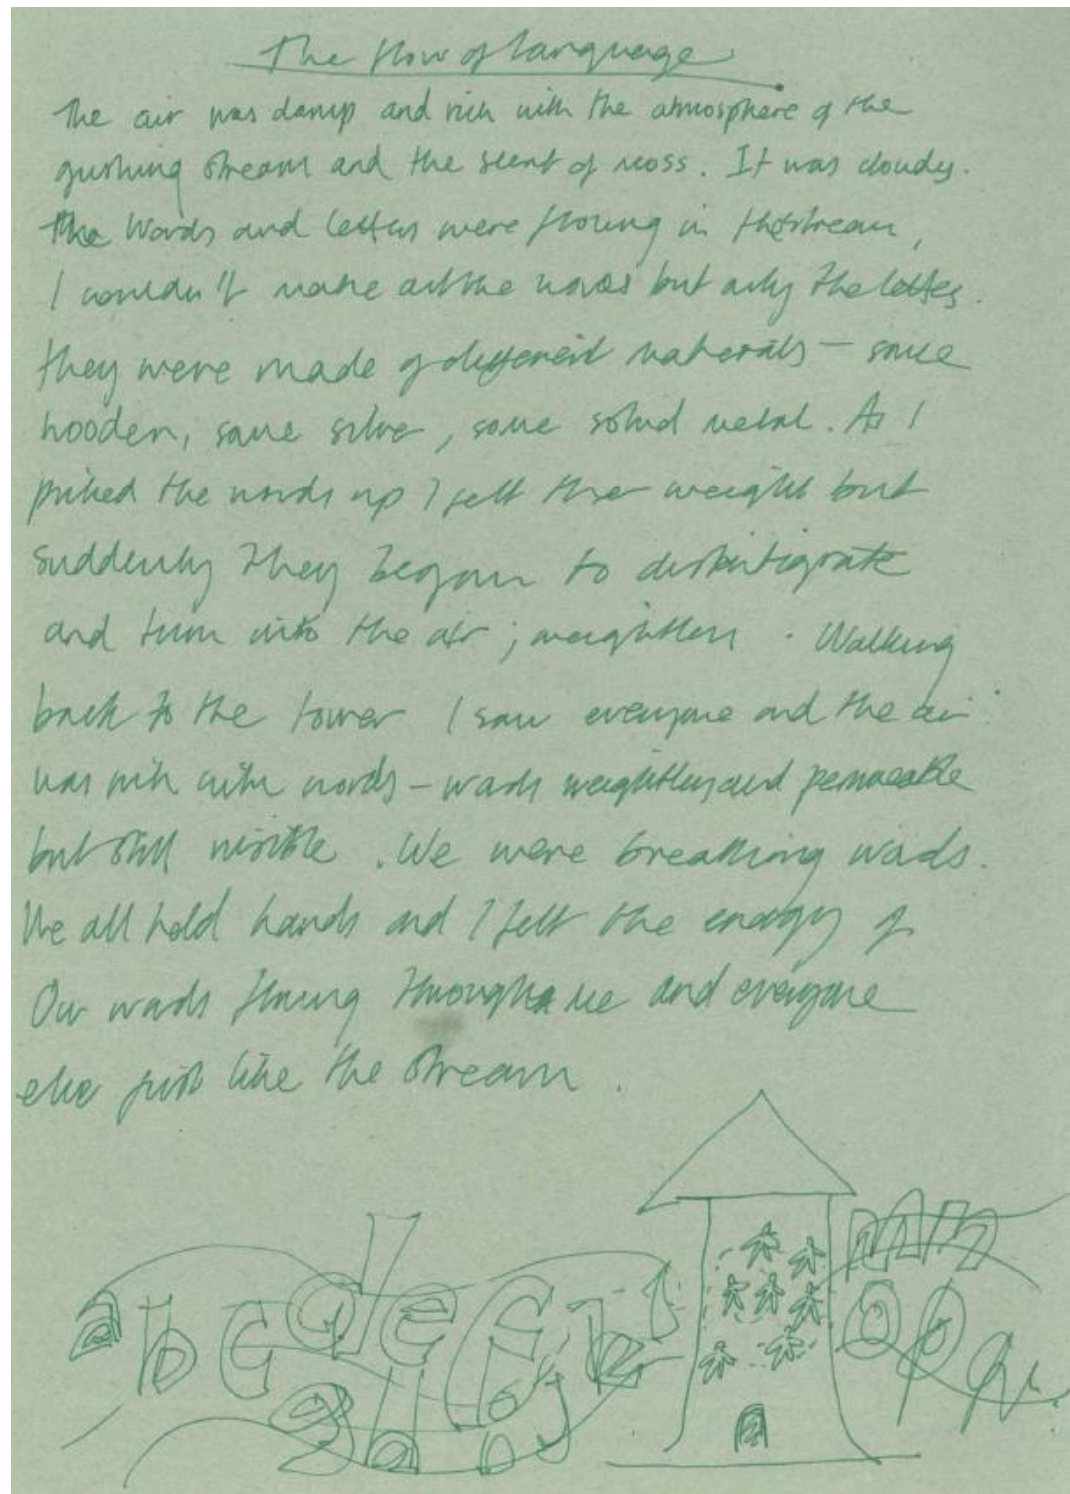 The flow of language
The air was damp and rich with the atmosphere of the
gushing stream and the scent of moss. It was cloudy.
The Words and letters were flowing in the stream,
I couldn't make out the words but only the letters.
They were made of different materials – some
wooden, some silver, some solid metal. As I
picked the words up I felt their weight but
suddenly they began to disintigrate
and turn into the air ; weightless . Walking
back to the tower I saw everyone and the air
was rich with words – words weightless and permeable
but still visible . We were breathing words.
We all held hands and I felt the energy of
Our words flowing through me and everyone
else just like the stream .
a b c d e f
m n
o p q